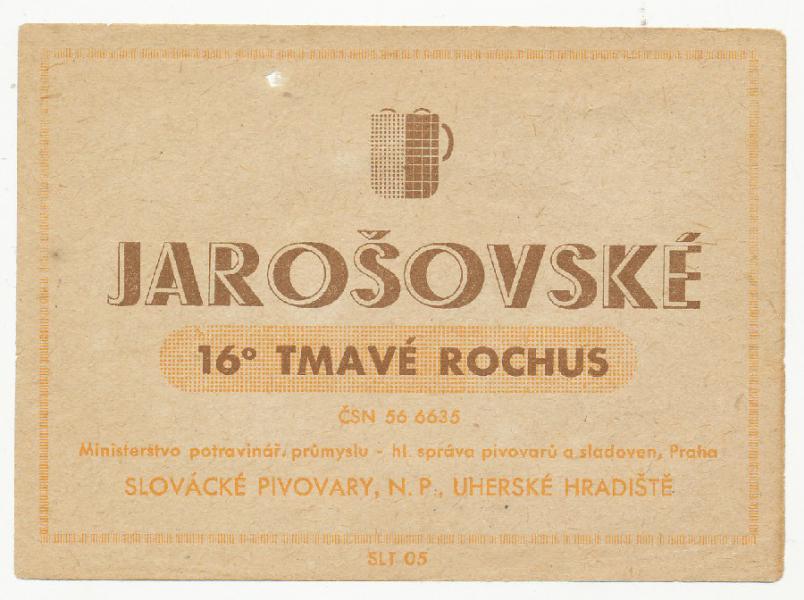 JAROŠOVSKÉ
16° TMAVÉ ROCHUS
ČSN 56 6635
Ministerštvo potravinář. průmyslu - hl. správa pivovarů a sladoven, Praha
SLOVÁCKÉ PIVOVARY, N. P., UHERSKÉ HRADIŠTĚ
SLT 05